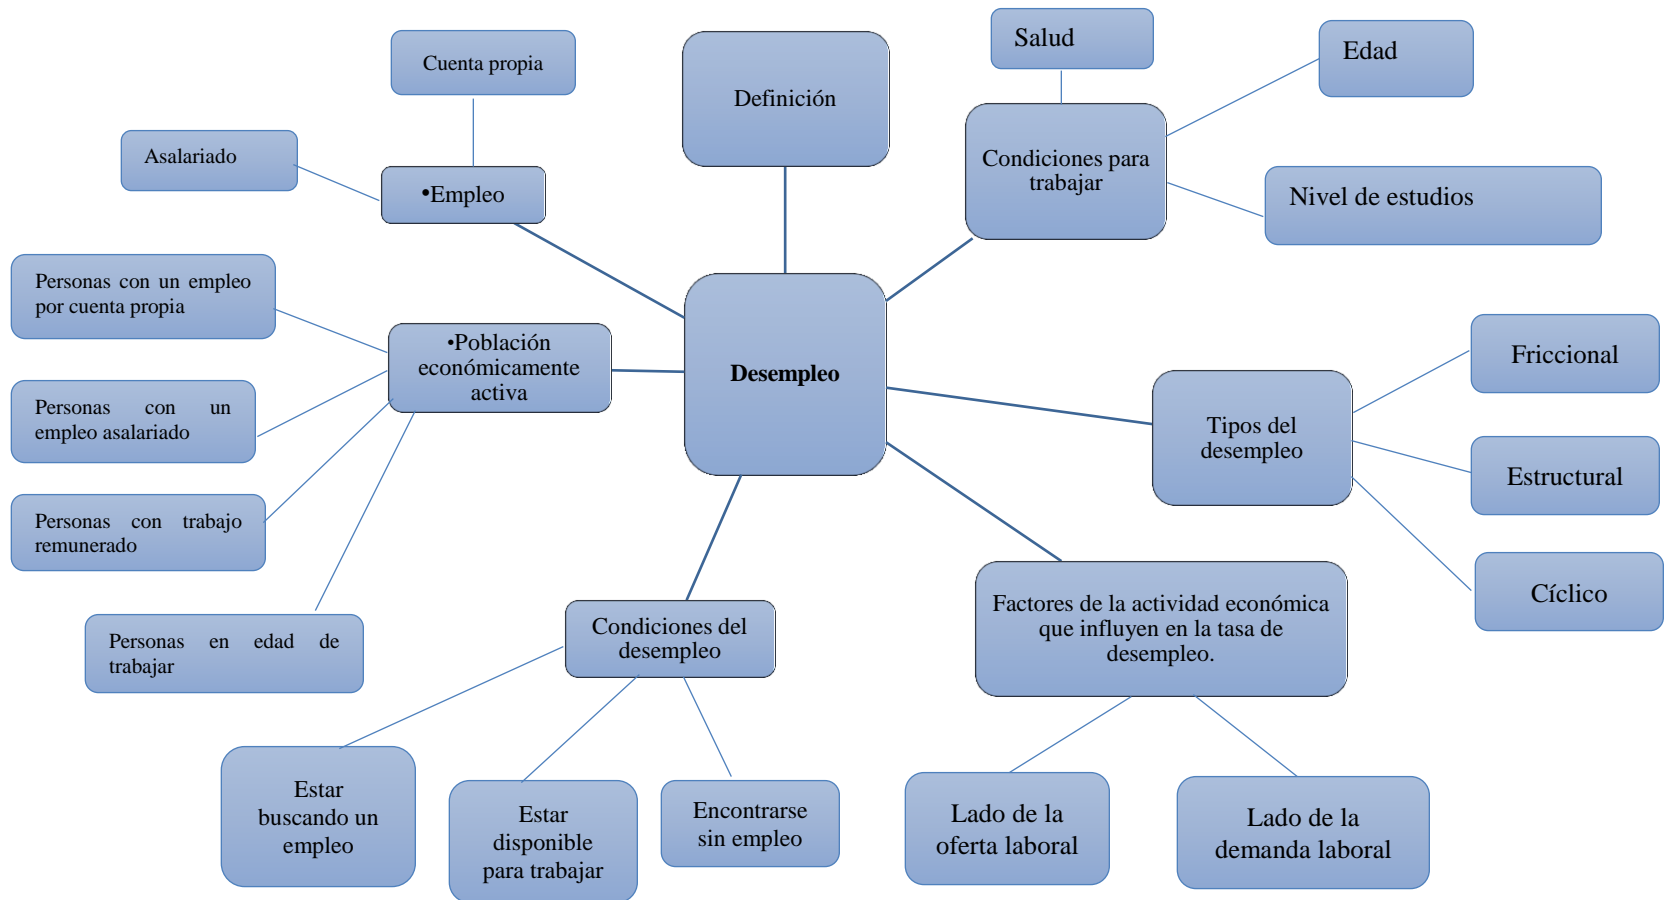 Cuenta propia
Asalariado
•Empleo
Definición
Salud
Edad
Condiciones para
trabajar
Nivel de estudios
Personas con un empleo
por cuenta propia
Personas con un
empleo asalariado
Personas con trabajo
remunerado
Personas en edad de
trabajar
•Población
económicamente
activa
Desempleo
Tipos del
desempleo
Friccional
Estructural
Cíclico
Condiciones del
desempleo
Estar
buscando un
empleo
Estar
disponible
para trabajar
Encontrarse
sin empleo
Factores de la actividad económica
que influyen en la tasa de
desempleo.
Lado de la
oferta laboral
Lado de la
demanda laboral